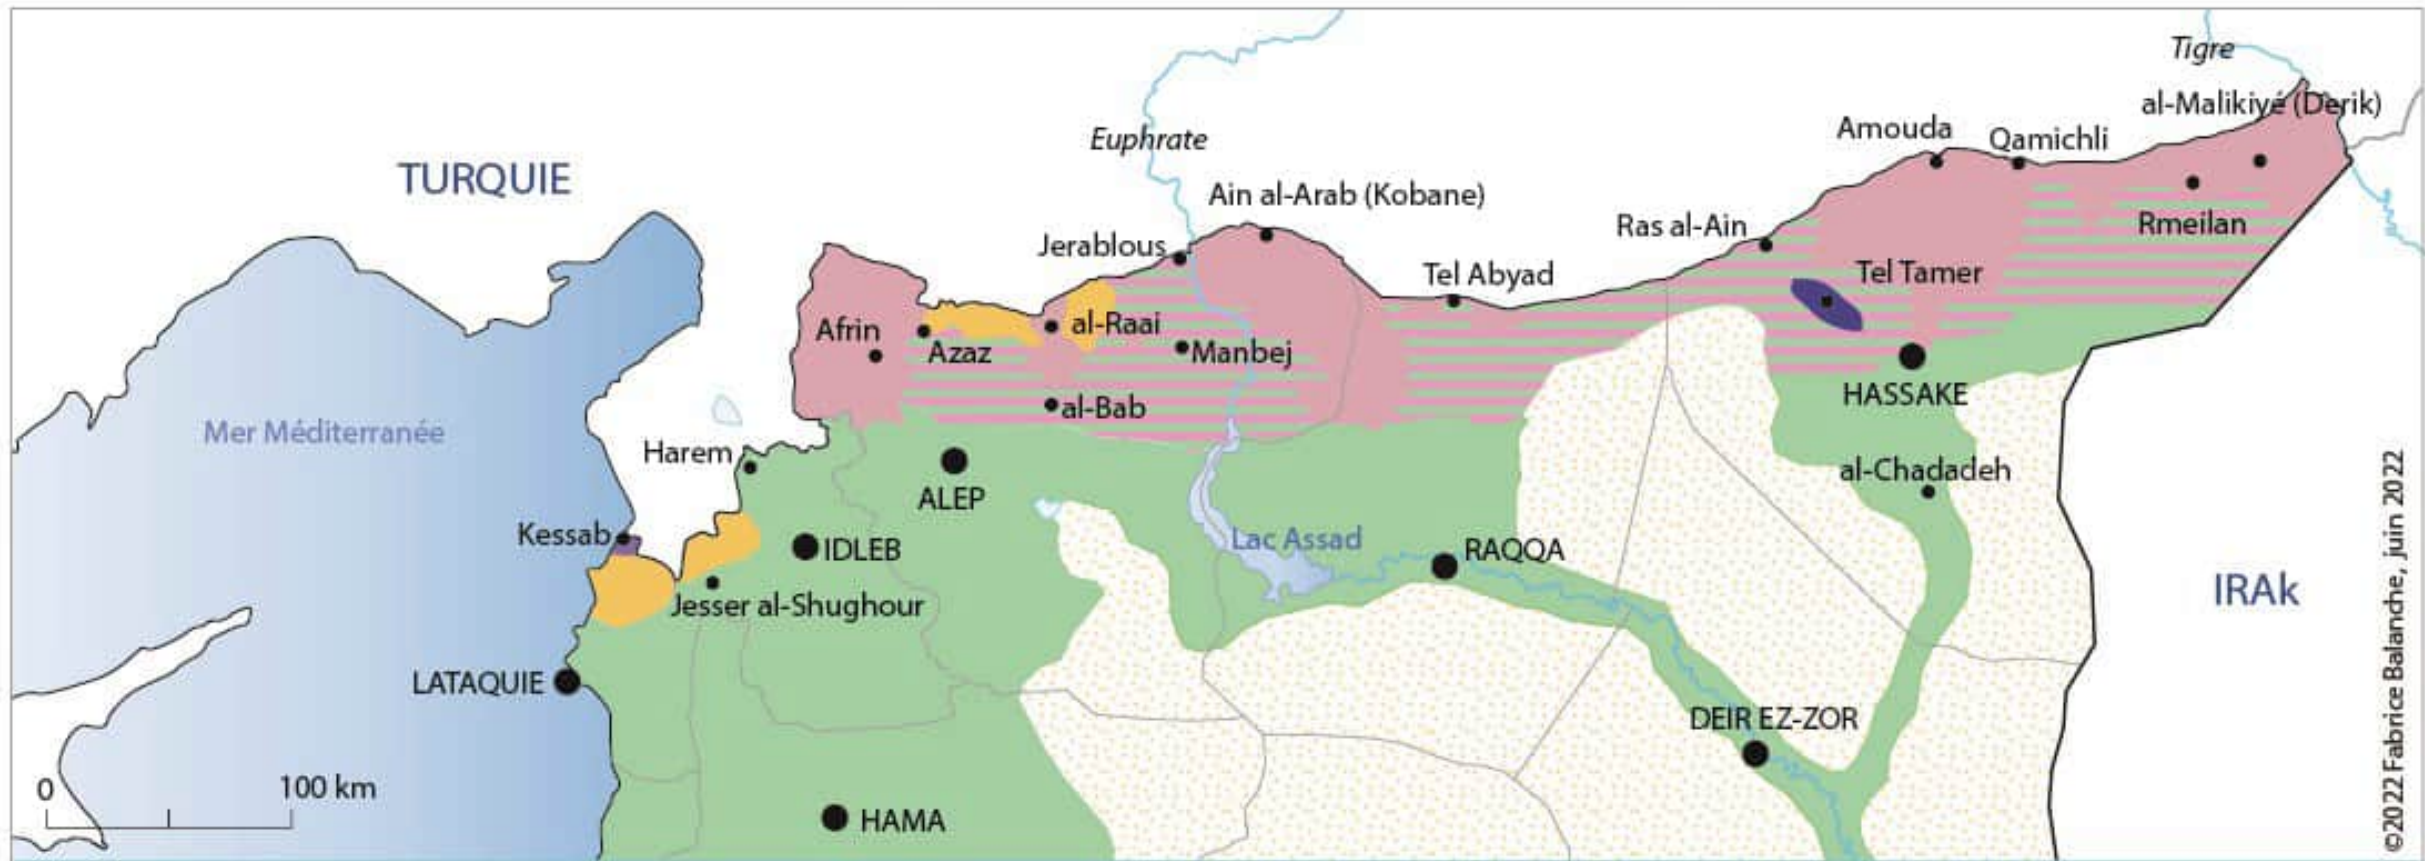 Tigre
al-Malikiyé (Derik)
Amouda
Qamichli
Euphrate
TURQUIE
Ain al-Arab (Kobane)
Ras al-Ain
Rmeilan
Jerablous
Tel Abyad
Tel Tamer
Afrin
al-Raai
Azaz
Manbej
HASSAKE
al-Bab
Mer Méditerranée
Harem
al-Chadadeh
ALEP
Kessab
IDLEB
Lac Assad
RAQQA
IRAk
Jesser al-Shughour
LATAQUIE
DEIR EZ-ZOR
0
100 km
HAMA
©2022 Fabrice Balanche, juin 2022